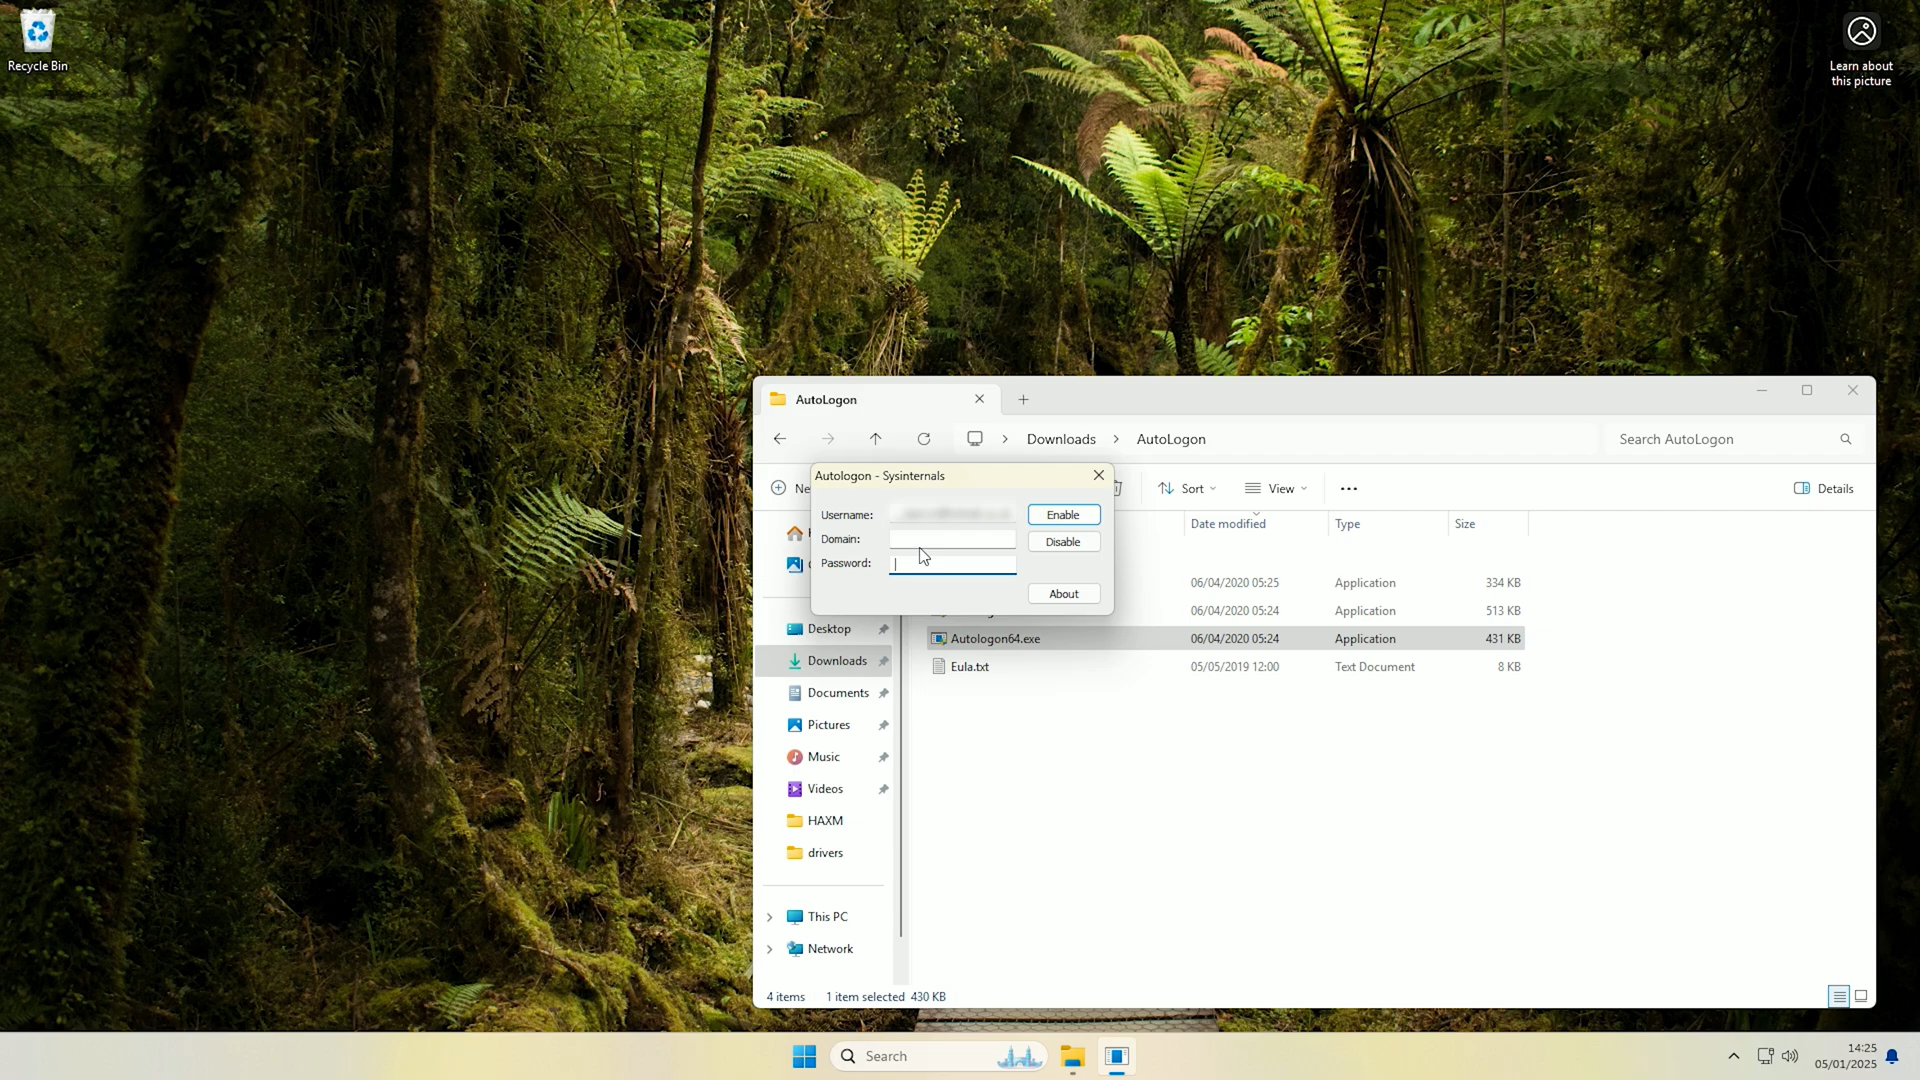 Recycle Bin
Learn about
this picture
AutoLogon
Downloads
AutoLogon
Search AutoLogon
Sort
View
Details
Autologon - Sysinternals
Username:
Enable
Domain:
Disable
Password:
About
Date modified
Type
Size
06/04/2020 05:25 Application 334 KB
06/04/2020 05:24 Application 513 KB
Autologon64.exe 06/04/2020 05:24 Application 431 KB
Eula.txt 05/05/2019 12:00 Text Document 8 KB
Desktop
Downloads
Documents
Pictures
Music
Videos
HAXM
drivers
This PC
Network
4 items 1 item selected 430 KB
Search
14:25
05/01/2025